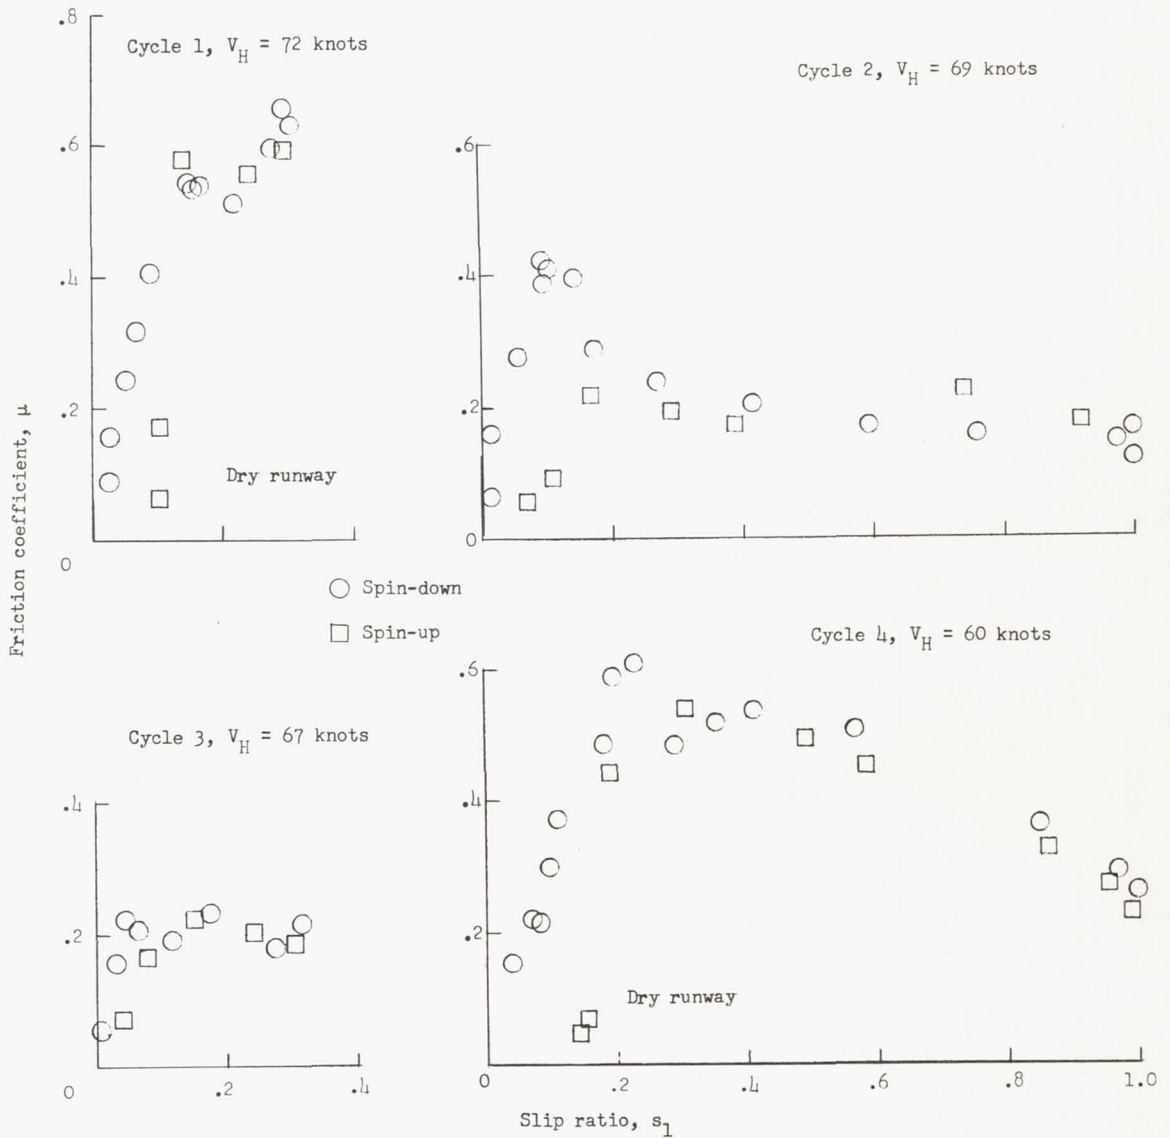 .8
Cycle 1, V_H = 72 knots
.6
.4
.2
Dry runway
0
Cycle 2, V_H = 69 knots
.6
.4
.2
0
Friction coefficient, μ
Spin-down
Spin-up
Cycle 3, V_H = 67 knots
.4
.2
0
.2
.4
Cycle 4, V_H = 60 knots
.6
.4
.2
Dry runway
0
.2
.4
.6
.8
1.0
Slip ratio, s_1